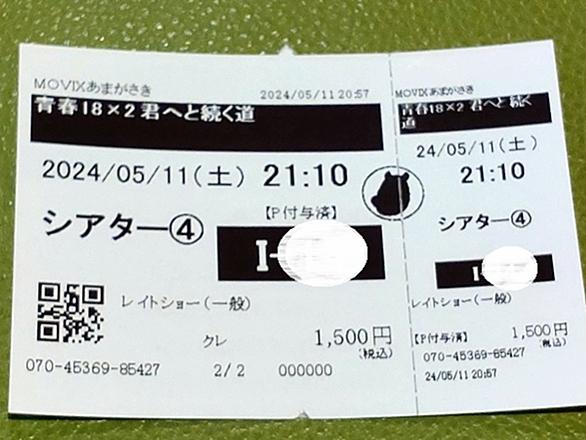 MOVIXあまがさき
2024/05/11 20:57
青春18×2 君へと続く道
2024/05/11(土) 21:10
【P付与済】
シアター④
I-
レイトショー(一般)
クレ
1,500円
(税込)
070-45369-85427
2/2
000000
MOVIXあまがさき
青春18×2 君へと続く
道
24/05/11(土)
21:10
シアター④
I-
レイトショー(一般)
【P付与済】
1,500円
(税込)
070-45369-85427
24/05/11 20:57